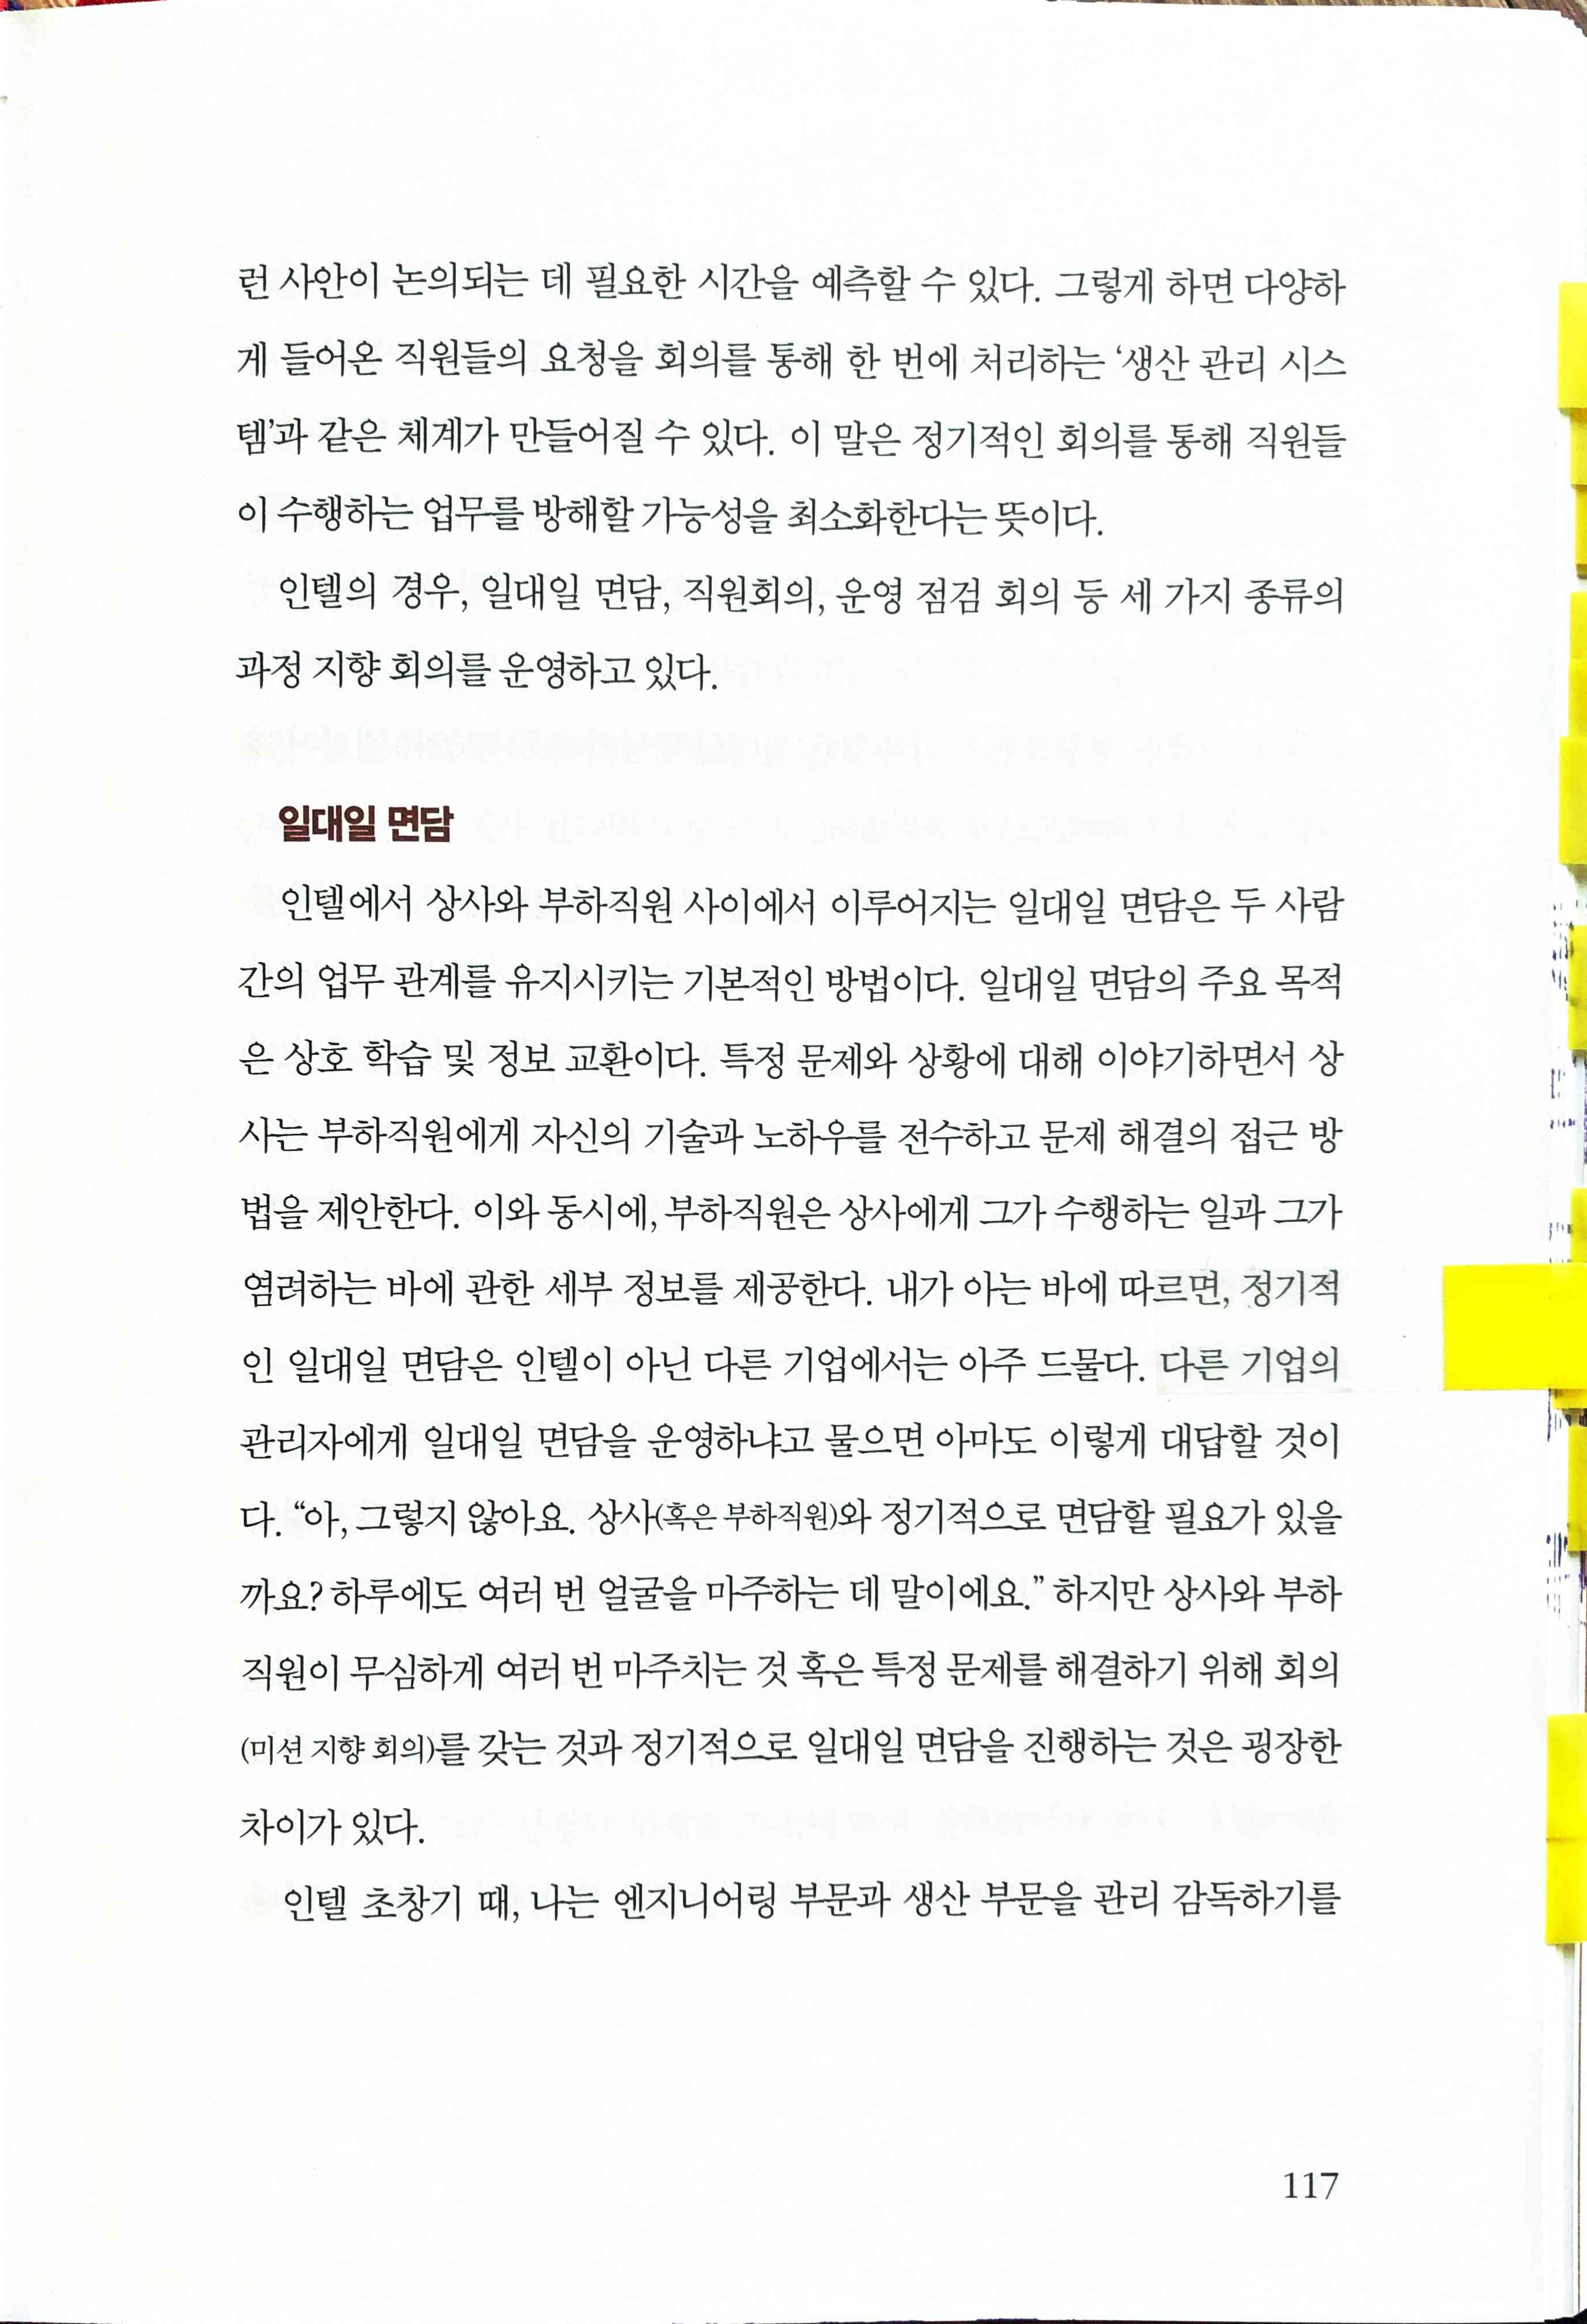 런 사안이 논의되는 데 필요한 시간을 예측할 수 있다. 그렇게 하면 다양하
게 들어온 직원들의 요청을 회의를 통해 한 번에 처리하는 ‘생산 관리 시스
템’과 같은 체계가 만들어질 수 있다. 이 말은 정기적인 회의를 통해 직원들
이 수행하는 업무를 방해할 가능성을 최소화한다는 뜻이다.
인텔의 경우, 일대일 면담, 직원회의, 운영 점검 회의 등 세 가지 종류의
과정 지향 회의를 운영하고 있다.
일대일 면담
인텔에서 상사와 부하직원 사이에서 이루어지는 일대일 면담은 두 사람
간의 업무 관계를 유지시키는 기본적인 방법이다. 일대일 면담의 주요 목적
은 상호 학습 및 정보 교환이다. 특정 문제와 상황에 대해 이야기하면서 상
사는 부하직원에게 자신의 기술과 노하우를 전수하고 문제 해결의 접근 방
법을 제안한다. 이와 동시에, 부하직원은 상사에게 그가 수행하는 일과 그가
염려하는 바에 관한 세부 정보를 제공한다. 내가 아는 바에 따르면, 정기적
인 일대일 면담은 인텔이 아닌 다른 기업에서는 아주 드물다. 다른 기업의
관리자에게 일대일 면담을 운영하냐고 물으면 아마도 이렇게 대답할 것이
다. “아, 그렇지 않아요. 상사(혹은 부하직원)와 정기적으로 면담할 필요가 있을
까요? 하루에도 여러 번 얼굴을 마주하는 데 말이에요.” 하지만 상사와 부하
직원이 무심하게 여러 번 마주치는 것 혹은 특정 문제를 해결하기 위해 회의
(미션 지향 회의)를 갖는 것과 정기적으로 일대일 면담을 진행하는 것은 굉장한
차이가 있다.
인텔 초창기 때, 나는 엔지니어링 부문과 생산 부문을 관리 감독하기를
117